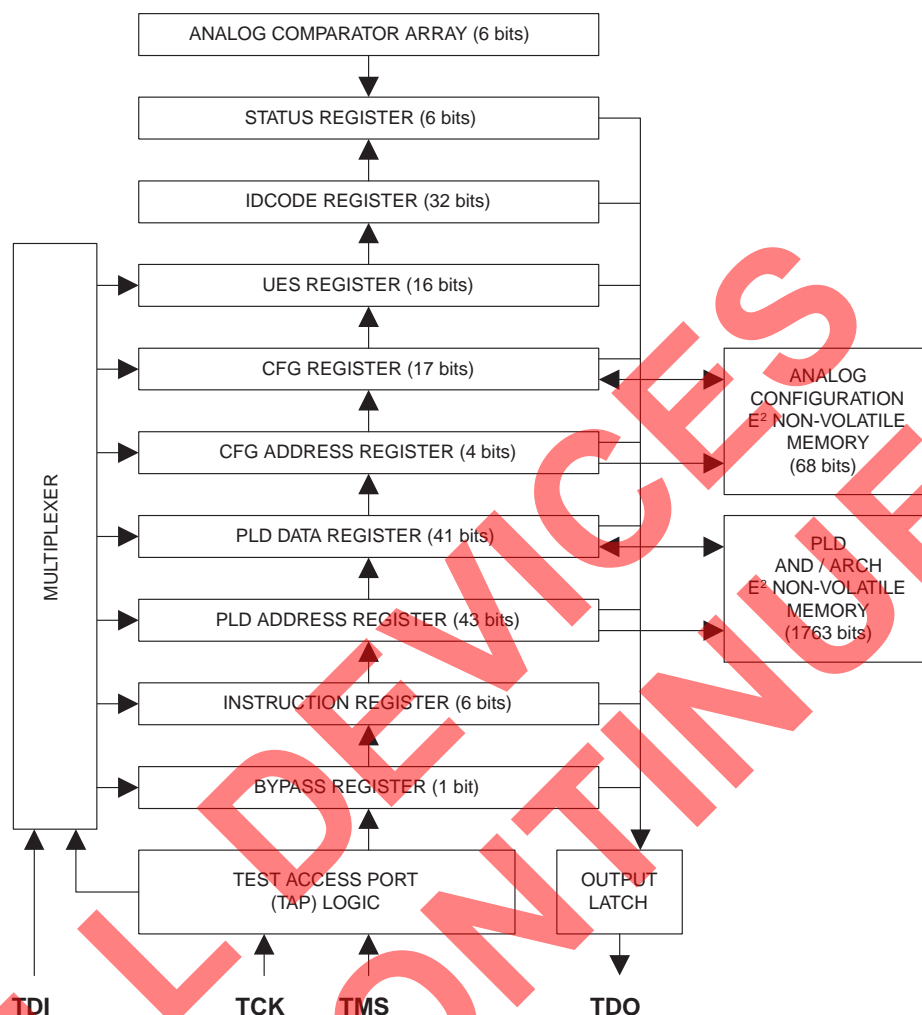 ANALOG COMPARATOR ARRAY (6 bits)
STATUS REGISTER (6 bits)
IDCODE REGISTER (32 bits)
UES REGISTER (16 bits)
CFG REGISTER (17 bits)
CFG ADDRESS REGISTER (4 bits)
PLD DATA REGISTER (41 bits)
PLD ADDRESS REGISTER (43 bits)
INSTRUCTION REGISTER (6 bits)
BYPASS REGISTER (1 bit)
MULTIPLEXER
ANALOG
CONFIGURATION
E² NON-VOLATILE
MEMORY
(68 bits)
PLD
AND / ARCH
E² NON-VOLATILE
MEMORY
(1763 bits)
TEST ACCESS PORT
(TAP) LOGIC
OUTPUT
LATCH
TDI
TCK
TMS
TDO
DEVICES